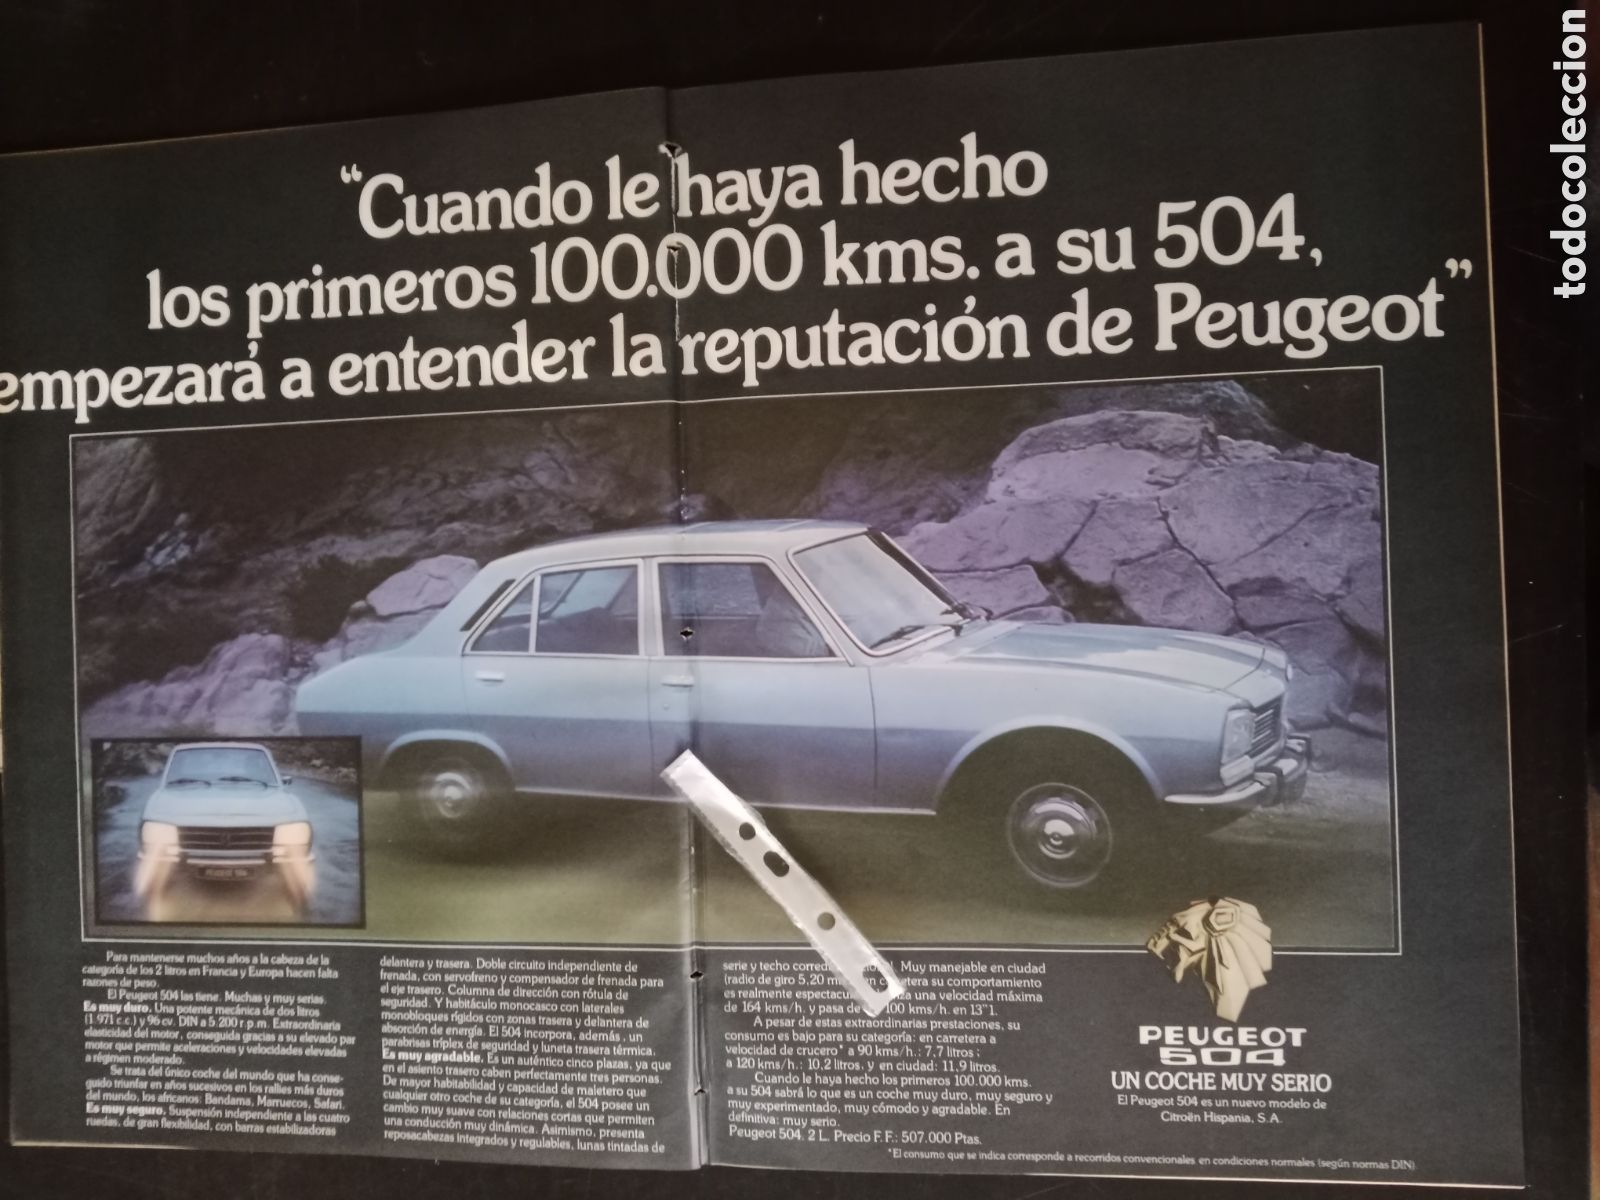 “Cuando le haya hecho
los primeros 100.000 kms. a su 504,
empezará a entender la reputación de Peugeot”
PEUGEOT 504
Para mantenerse muchos años a la cabeza de la
categoría de los 2 litros en Francia y Europa hacen falta
razones de peso.
El Peugeot 504 las tiene. Muchas y muy serias.
Es muy duro. Una potente mecánica de dos litros
(1.971 c.c.) y 96 cv. DIN a 5.200 r.p.m. Extraordinaria
elasticidad del motor, conseguida gracias a su elevado par
motor que permite aceleraciones y velocidades elevadas
a régimen moderado.
Se trata del único coche del mundo que ha conse-
guido triunfar en años sucesivos en los rallies más duros
del mundo, los africanos: Bandama, Marruecos, Safari.
Es muy seguro. Suspensión independiente a las cuatro
ruedas, de gran flexibilidad, con barras estabilizadoras
delantera y trasera. Doble circuito independiente de
frenada, con servofreno y compensador de frenada para
el eje trasero. Columna de dirección con rótula de
seguridad. Y habitáculo monocasco con laterales
monobloques rígidos con zonas trasera y delantera de
absorción de energía. El 504 incorpora, además, un
parabrisas tríplex de seguridad y luneta trasera térmica.
Es muy agradable. Es un auténtico cinco plazas, ya que
en el asiento trasero caben perfectamente tres personas.
De mayor habitabilidad y capacidad de maletero que
cualquier otro coche de su categoría, el 504 posee un
cambio muy suave con relaciones cortas que permiten
una conducción muy dinámica. Asimismo, presenta
reposacabezas integrados y regulables, lunas tintadas de
serie y techo corred Muy manejable en ciudad
(radio de giro 5,20 su comportamiento
es realmente una velocidad máxima
de 164 kms/h. y pasa de 100 kms/h. en 13"1.
A pesar de estas extraordinarias prestaciones, su
consumo es bajo para su categoría: en carretera a
velocidad de crucero* a 90 kms/h.: 7,7 litros;
a 120 kms/h.: 10,2 litros, y en ciudad: 11,9 litros.
Cuando le haya hecho los primeros 100.000 kms.
a su 504 sabrá lo que es un coche muy duro, muy seguro y
muy experimentado, muy cómodo y agradable. En
definitiva: muy serio.
Peugeot 504. 2 L. Precio F.F.: 507.000 Ptas.
PEUGEOT
504
UN COCHE MUY SERIO
El Peugeot 504 es un nuevo modelo de
Citroën Hispania, S.A.
*El consumo que se indica corresponde a recorridos convencionales en condiciones normales (según normas DIN).
todocoleccion